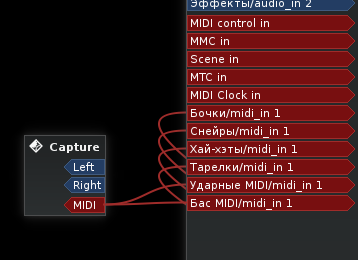 Эффекты/audio_in 2
MIDI control in
MMC in
Scene in
MTC in
MIDI Clock in
Бочки/midi_in 1
Снейры/midi_in 1
Хай-хэты/midi_in 1
Тарелки/midi_in 1
Ударные MIDI/midi_in 1
Бас MIDI/midi_in 1
Capture
Left
Right
MIDI